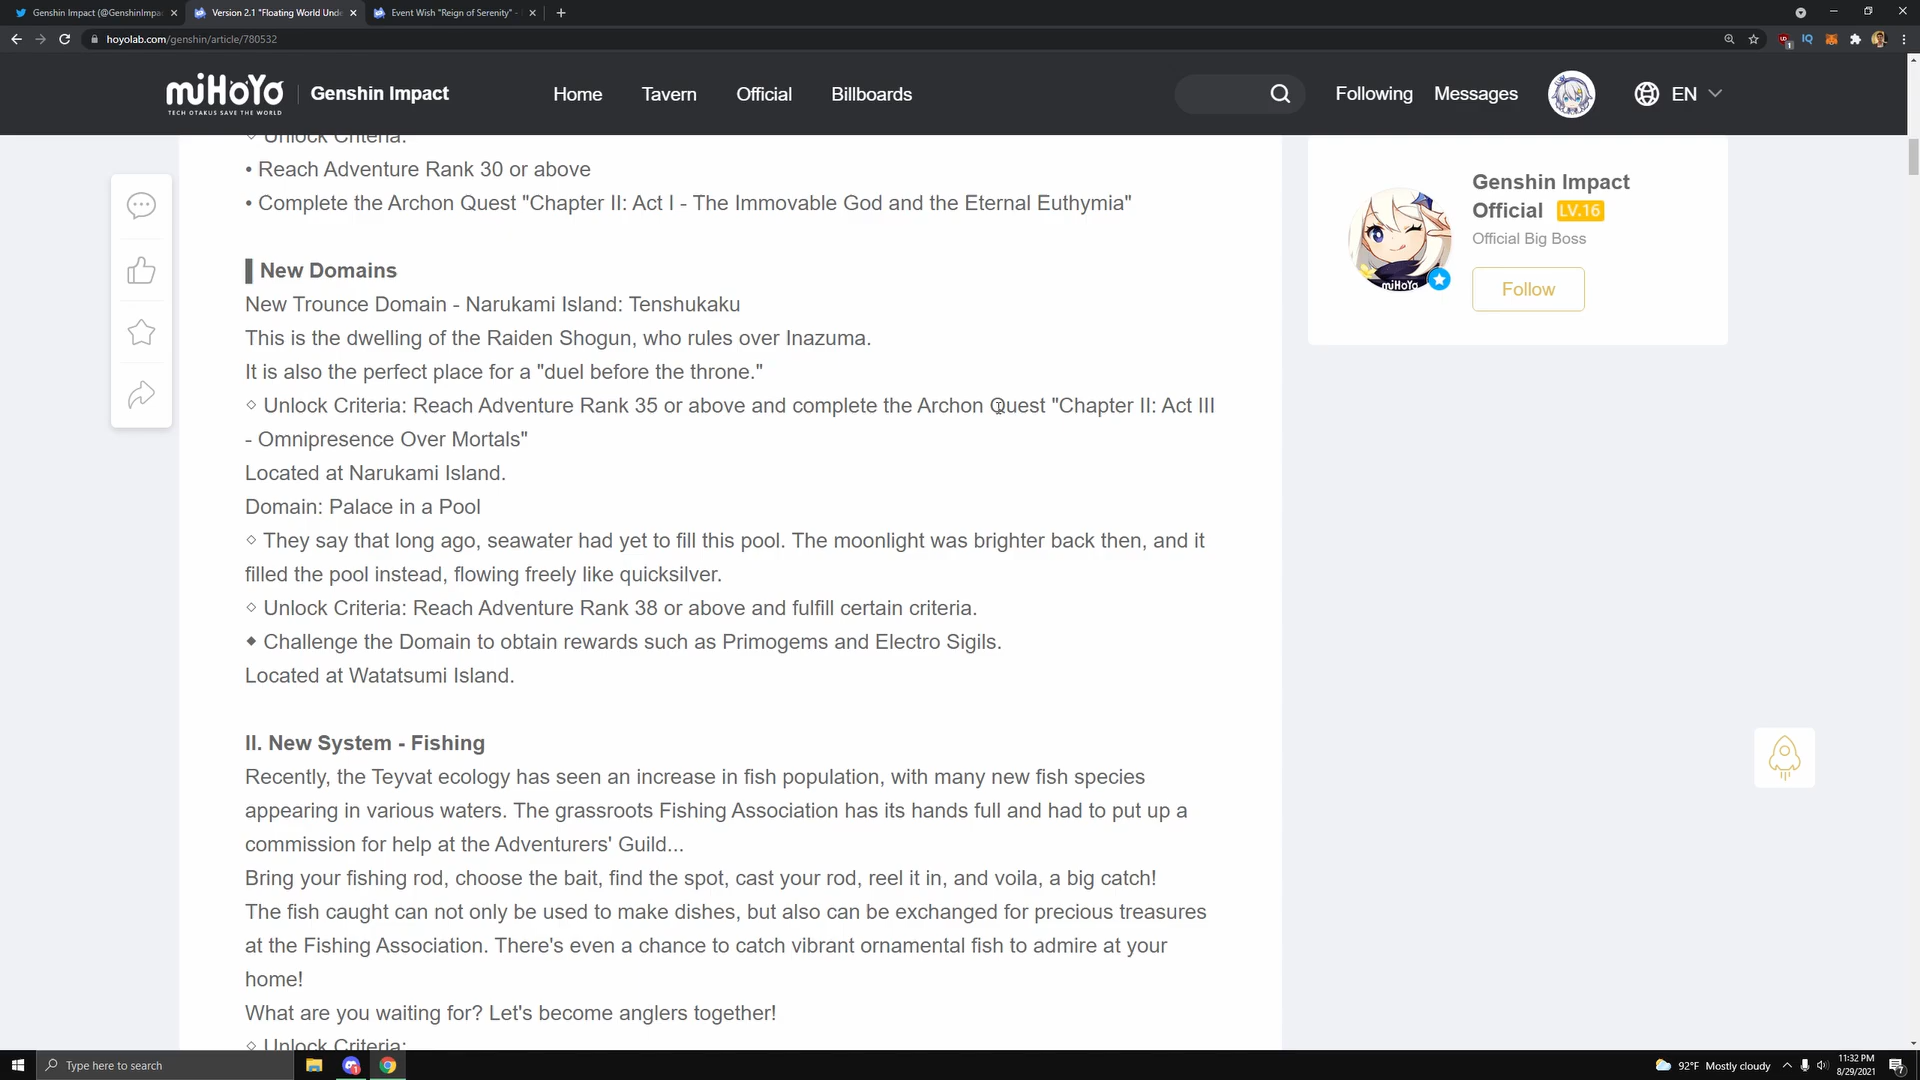 Genshin Impact (@GenshinImpa
Version 2.1 "Floating World Unde
Event Wish "Reign of Serenity" -
hoyolab.com/genshin/article/780532
miHoYo
TECH OTAKUS SAVE THE WORLD
Genshin Impact
Home
Tavern
Official
Billboards
Following
Messages
EN
Unlock Criteria:
• Reach Adventure Rank 30 or above
• Complete the Archon Quest "Chapter II: Act I - The Immovable God and the Eternal Euthymia"
New Domains
New Trounce Domain - Narukami Island: Tenshukaku
This is the dwelling of the Raiden Shogun, who rules over Inazuma.
It is also the perfect place for a "duel before the throne."
◇ Unlock Criteria: Reach Adventure Rank 35 or above and complete the Archon Quest "Chapter II: Act III
- Omnipresence Over Mortals"
Located at Narukami Island.
Domain: Palace in a Pool
◇ They say that long ago, seawater had yet to fill this pool. The moonlight was brighter back then, and it
filled the pool instead, flowing freely like quicksilver.
◇ Unlock Criteria: Reach Adventure Rank 38 or above and fulfill certain criteria.
◆ Challenge the Domain to obtain rewards such as Primogems and Electro Sigils.
Located at Watatsumi Island.
II. New System - Fishing
Recently, the Teyvat ecology has seen an increase in fish population, with many new fish species
appearing in various waters. The grassroots Fishing Association has its hands full and had to put up a
commission for help at the Adventurers' Guild...
Bring your fishing rod, choose the bait, find the spot, cast your rod, reel it in, and voila, a big catch!
The fish caught can not only be used to make dishes, but also can be exchanged for precious treasures
at the Fishing Association. There's even a chance to catch vibrant ornamental fish to admire at your
home!
What are you waiting for? Let's become anglers together!
◇ Unlock Criteria:
Genshin Impact
Official LV.16
Official Big Boss
Follow
miHoYo
Type here to search
92°F Mostly cloudy
11:32 PM
8/29/2021